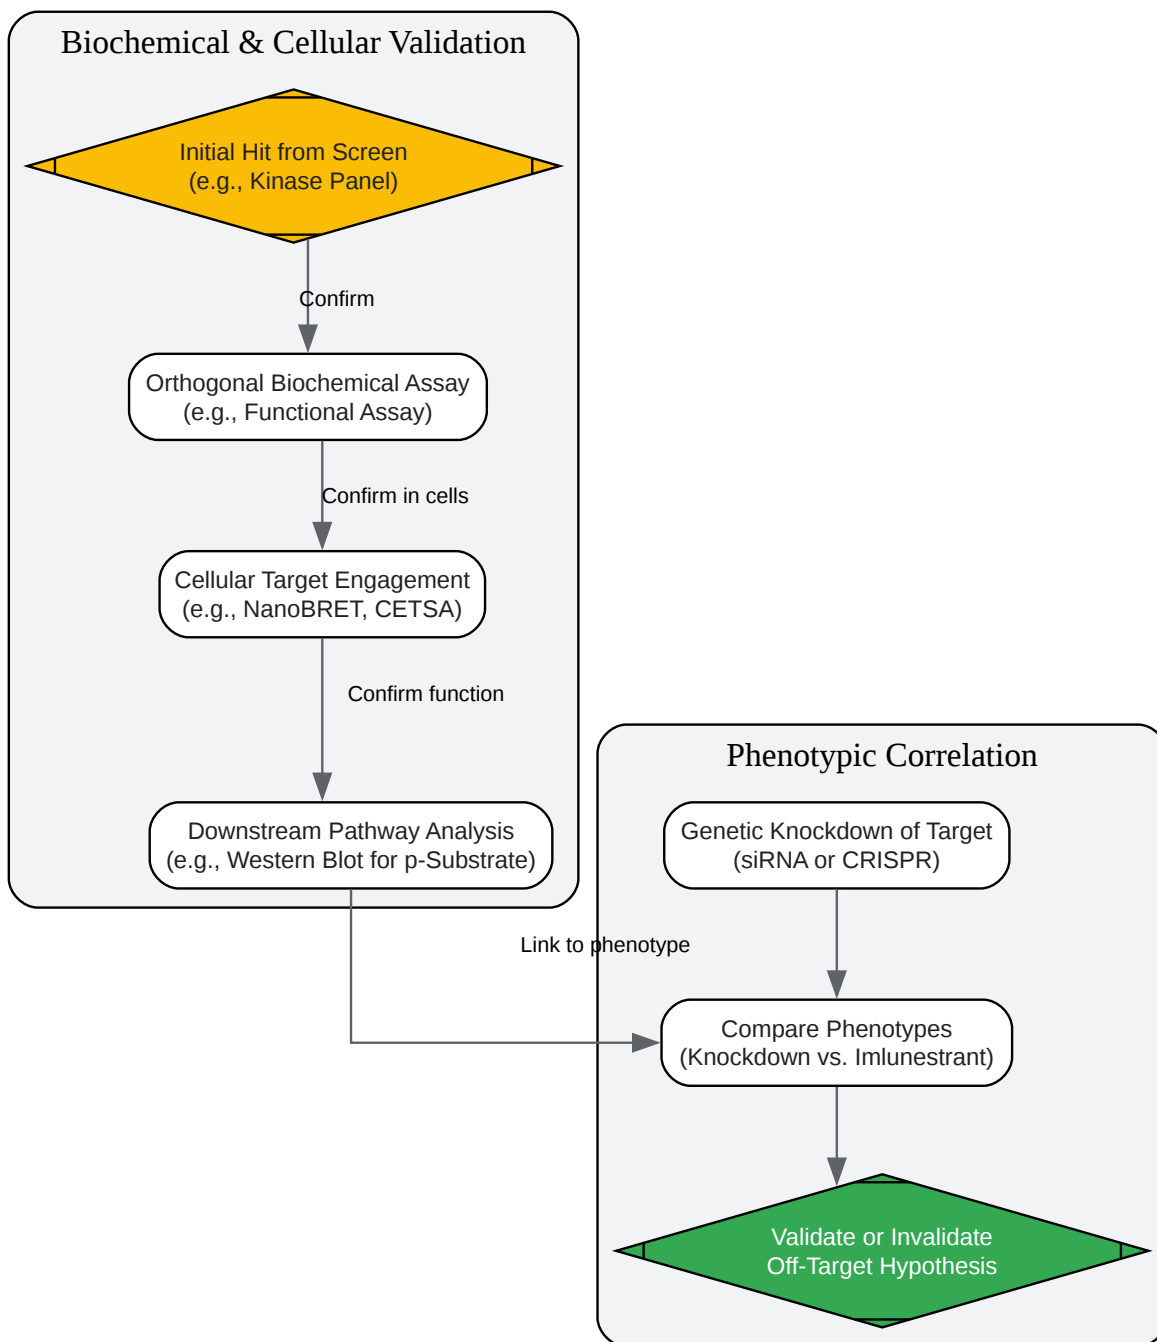 Biochemical & Cellular Validation
Initial Hit from Screen
(e.g., Kinase Panel)
Confirm
Orthogonal Biochemical Assay
(e.g., Functional Assay)
Confirm in cells
Cellular Target Engagement
(e.g., NanoBRET, CETSA)
Confirm function
Downstream Pathway Analysis
(e.g., Western Blot for p-Substrate)
Link to phenotype
Phenotypic Correlation
Genetic Knockdown of Target
(siRNA or CRISPR)
Compare Phenotypes
(Knockdown vs. Imlunestrant)
Validate or Invalidate
Off-Target Hypothesis